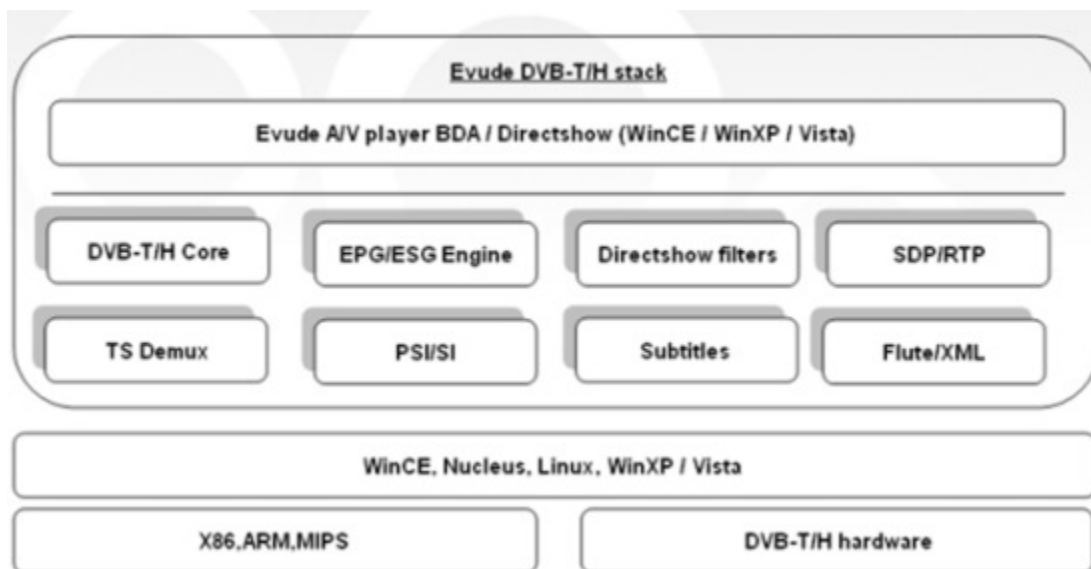 Evude DVB-T/H stack
Evude A/V player BDA / Directshow (WinCE / WinXP / Vista)
DVB-T/H Core
EPG/ESG Engine
Directshow filters
SDP/RTP
TS Demux
PSI/SI
Subtitles
Flute/XML
WinCE, Nucleus, Linux, WinXP / Vista
X86,ARM,MIPS
DVB-T/H hardware